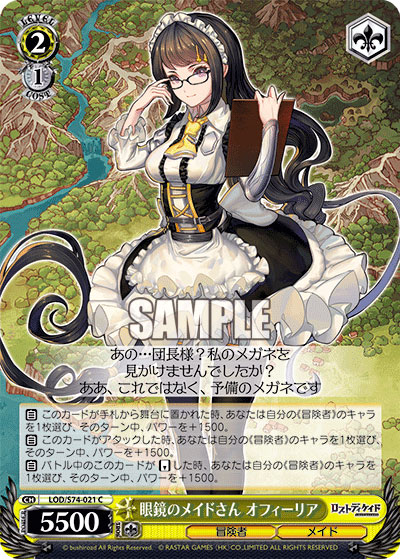 LEVEL
2
1
COST
SAMPLE
あの…団長様？私のメガネを
見かけませんでしたか？
ああ、これではなく、予備のメガネです
自 このカードが手札から舞台に置かれた時、あなたは自分の《冒険者》のキャラ
を1枚選び、そのターン中、パワーを＋1500。
自 このカードがアタックした時、あなたは自分の《冒険者》のキャラを1枚選び、
そのターン中、パワーを＋1500。
自 バトル中のこのカードが【】した時、あなたは自分の《冒険者》のキャラを1枚
選び、そのターン中、パワーを＋1500。
CH LOD/S74-021 C
眼鏡のメイドさん オフィーリア
ロストディケイド
POWER
5500
SOUL
冒険者 メイド
© bushiroad All Rights Reserved. © RASTAR GAMES (HK) CO.,LIMITED ALL RIGHTS RESERVED.